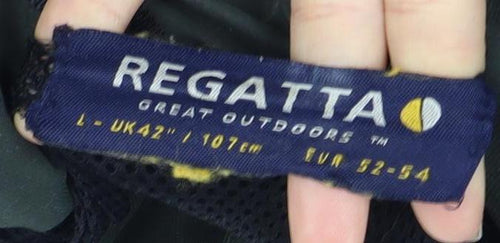 REGATTA
GREAT OUTDOORS ™
L - UK42" / 107cm EUR 52-54